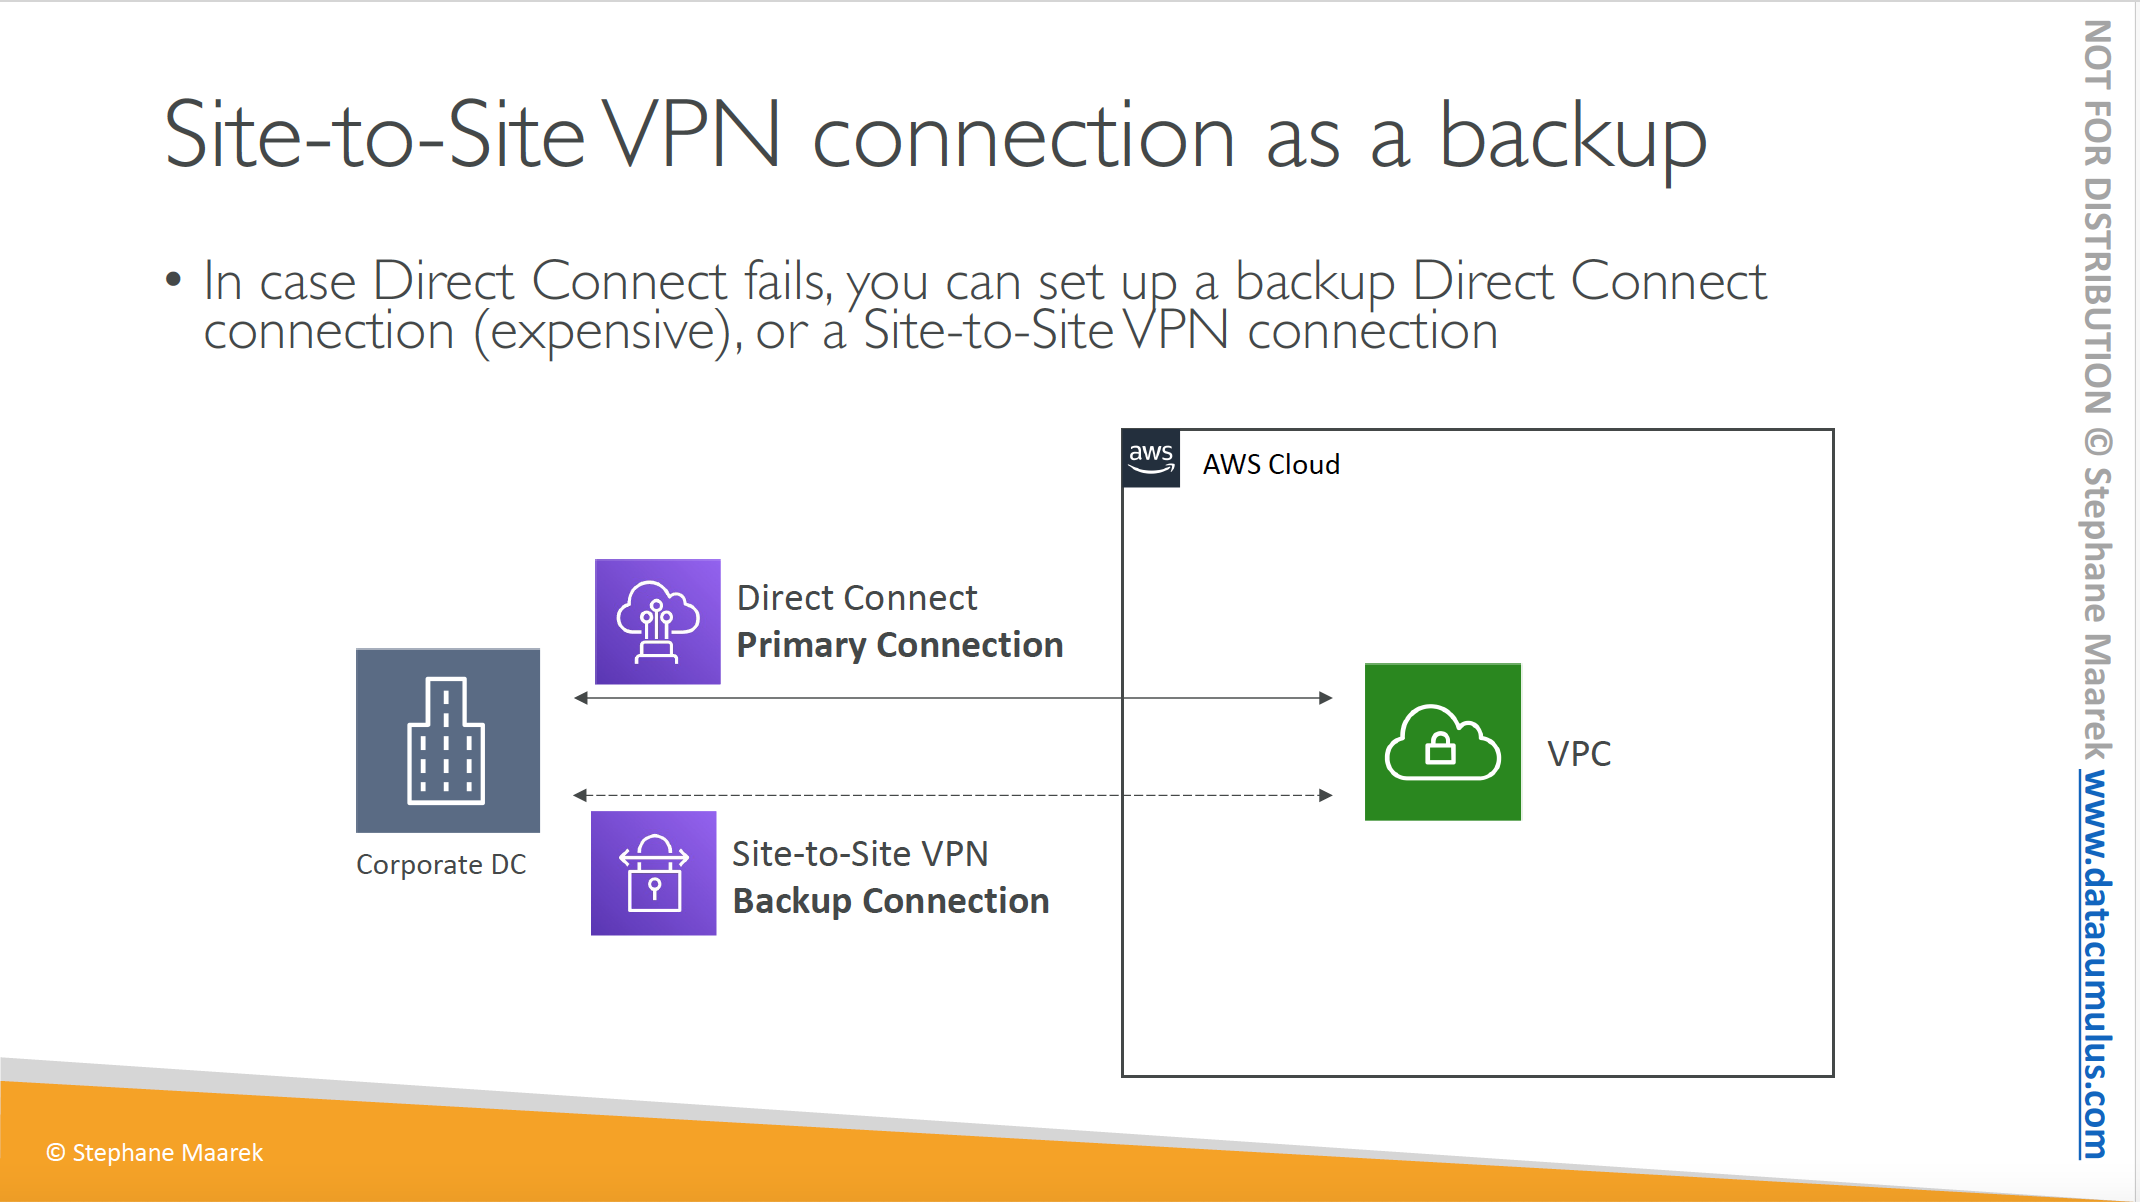 Site-to-Site VPN connection as a backup
• In case Direct Connect fails, you can set up a backup Direct Connect
connection (expensive), or a Site-to-Site VPN connection
aws
AWS Cloud
Direct Connect
Primary Connection
Corporate DC
VPC
Site-to-Site VPN
Backup Connection
© Stephane Maarek
NOT FOR DISTRIBUTION © Stephane Maarek www.datacumulus.com